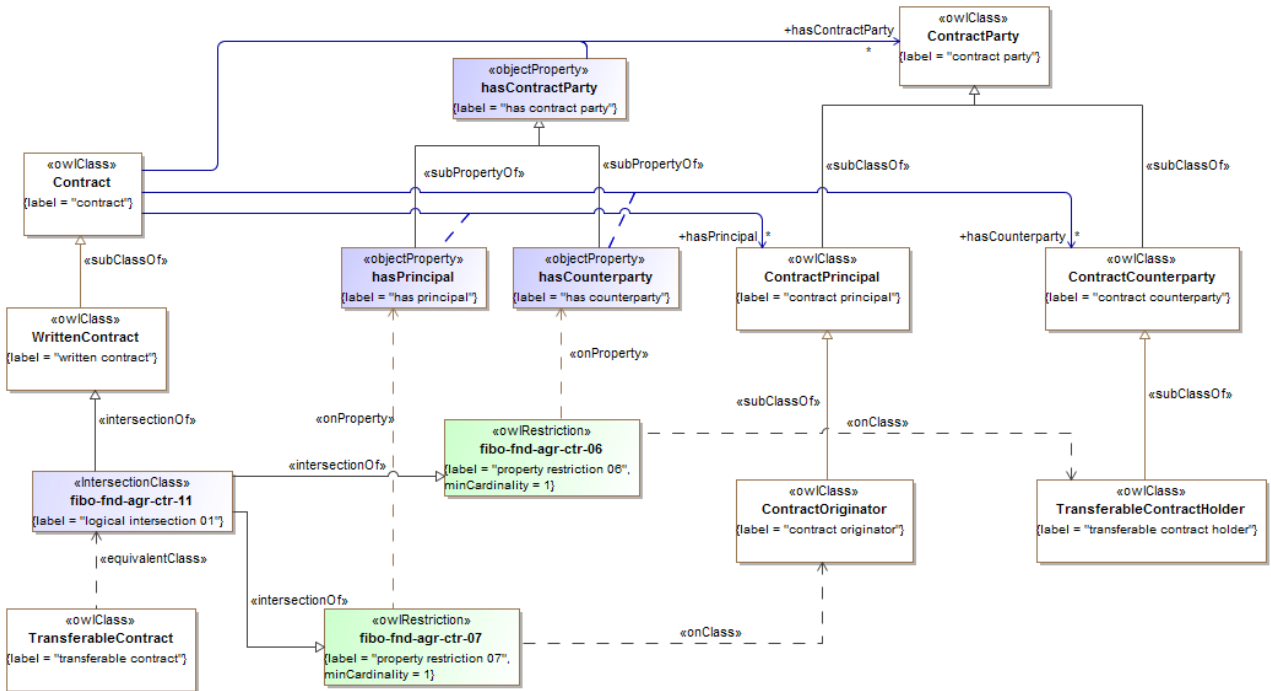 +hasContractParty
*
«owlClass»
ContractParty
{label = "contract party"}
«objectProperty»
hasContractParty
{label = "has contract party"}
«owlClass»
Contract
{label = "contract"}
«subPropertyOf»
«subPropertyOf»
«subClassOf»
«subClassOf»
+hasPrincipal
*
+hasCounterparty
*
«subClassOf»
«objectProperty»
hasPrincipal
{label = "has principal"}
«objectProperty»
hasCounterparty
{label = "has counterparty"}
«owlClass»
ContractPrincipal
{label = "contract principal"}
«owlClass»
ContractCounterparty
{label = "contract counterparty"}
«owlClass»
WrittenContract
{label = "written contract"}
«onProperty»
«onProperty»
«subClassOf»
«subClassOf»
«intersectionOf»
«owlRestriction»
fibo-fnd-agr-ctr-06
{label = "property restriction 06",
minCardinality = 1}
«onClass»
«intersectionOf»
«IntersectionClass»
fibo-fnd-agr-ctr-11
{label = "logical intersection 01"}
«owlClass»
ContractOriginator
{label = "contract originator"}
«owlClass»
TransferableContractHolder
{label = "transferable contract holder"}
«equivalentClass»
«intersectionOf»
«owlClass»
TransferableContract
{label = "transferable contract"}
«owlRestriction»
fibo-fnd-agr-ctr-07
{label = "property restriction 07",
minCardinality = 1}
«onClass»